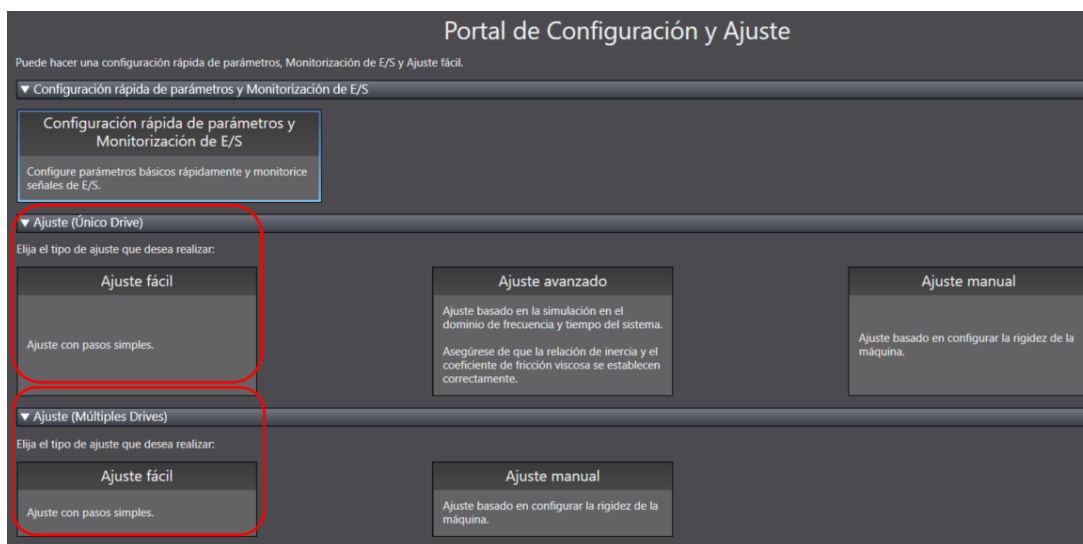 Portal de Configuración y Ajuste
Puede hacer una configuración rápida de parámetros, Monitorización de E/S y Ajuste fácil.
▼ Configuración rápida de parámetros y Monitorización de E/S
Configuración rápida de parámetros y
Monitorización de E/S
Configure parámetros básicos rápidamente y monitorice
señales de E/S.
▼ Ajuste (Único Drive)
Elija el tipo de ajuste que desea realizar:
Ajuste fácil
Ajuste con pasos simples.
Ajuste avanzado
Ajuste basado en la simulación en el
dominio de frecuencia y tiempo del sistema.
Asegúrese de que la relación de inercia y el
coeficiente de fricción viscosa se establecen
correctamente.
Ajuste manual
Ajuste basado en configurar la rigidez de la
máquina.
▼ Ajuste (Múltiples Drives)
Elija el tipo de ajuste que desea realizar:
Ajuste fácil
Ajuste con pasos simples.
Ajuste manual
Ajuste basado en configurar la rigidez de la
máquina.